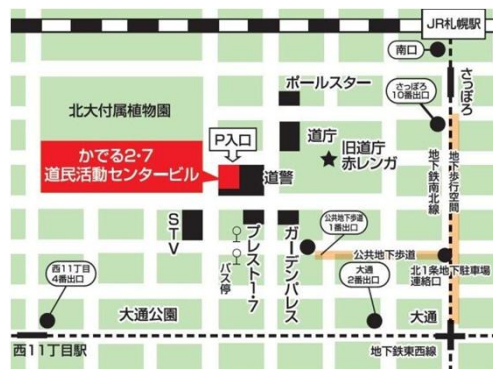 JR札幌駅
南口
さっぽろ
ポールスター
さっぽろ
10番出口
北大付属植物園
P入口
道庁
旧道庁
赤レンガ
かでる2・7
道民活動センタービル
道警
地下鉄南北線
地下歩行空間
STV
プレスト1・7
ガーデンパレス
公共地下歩道
1番出口
公共地下歩道
バス停
北1条地下駐車場
連絡口
西11丁目
4番出口
大通公園
大通
2番出口
大通
西11丁目駅
地下鉄東西線